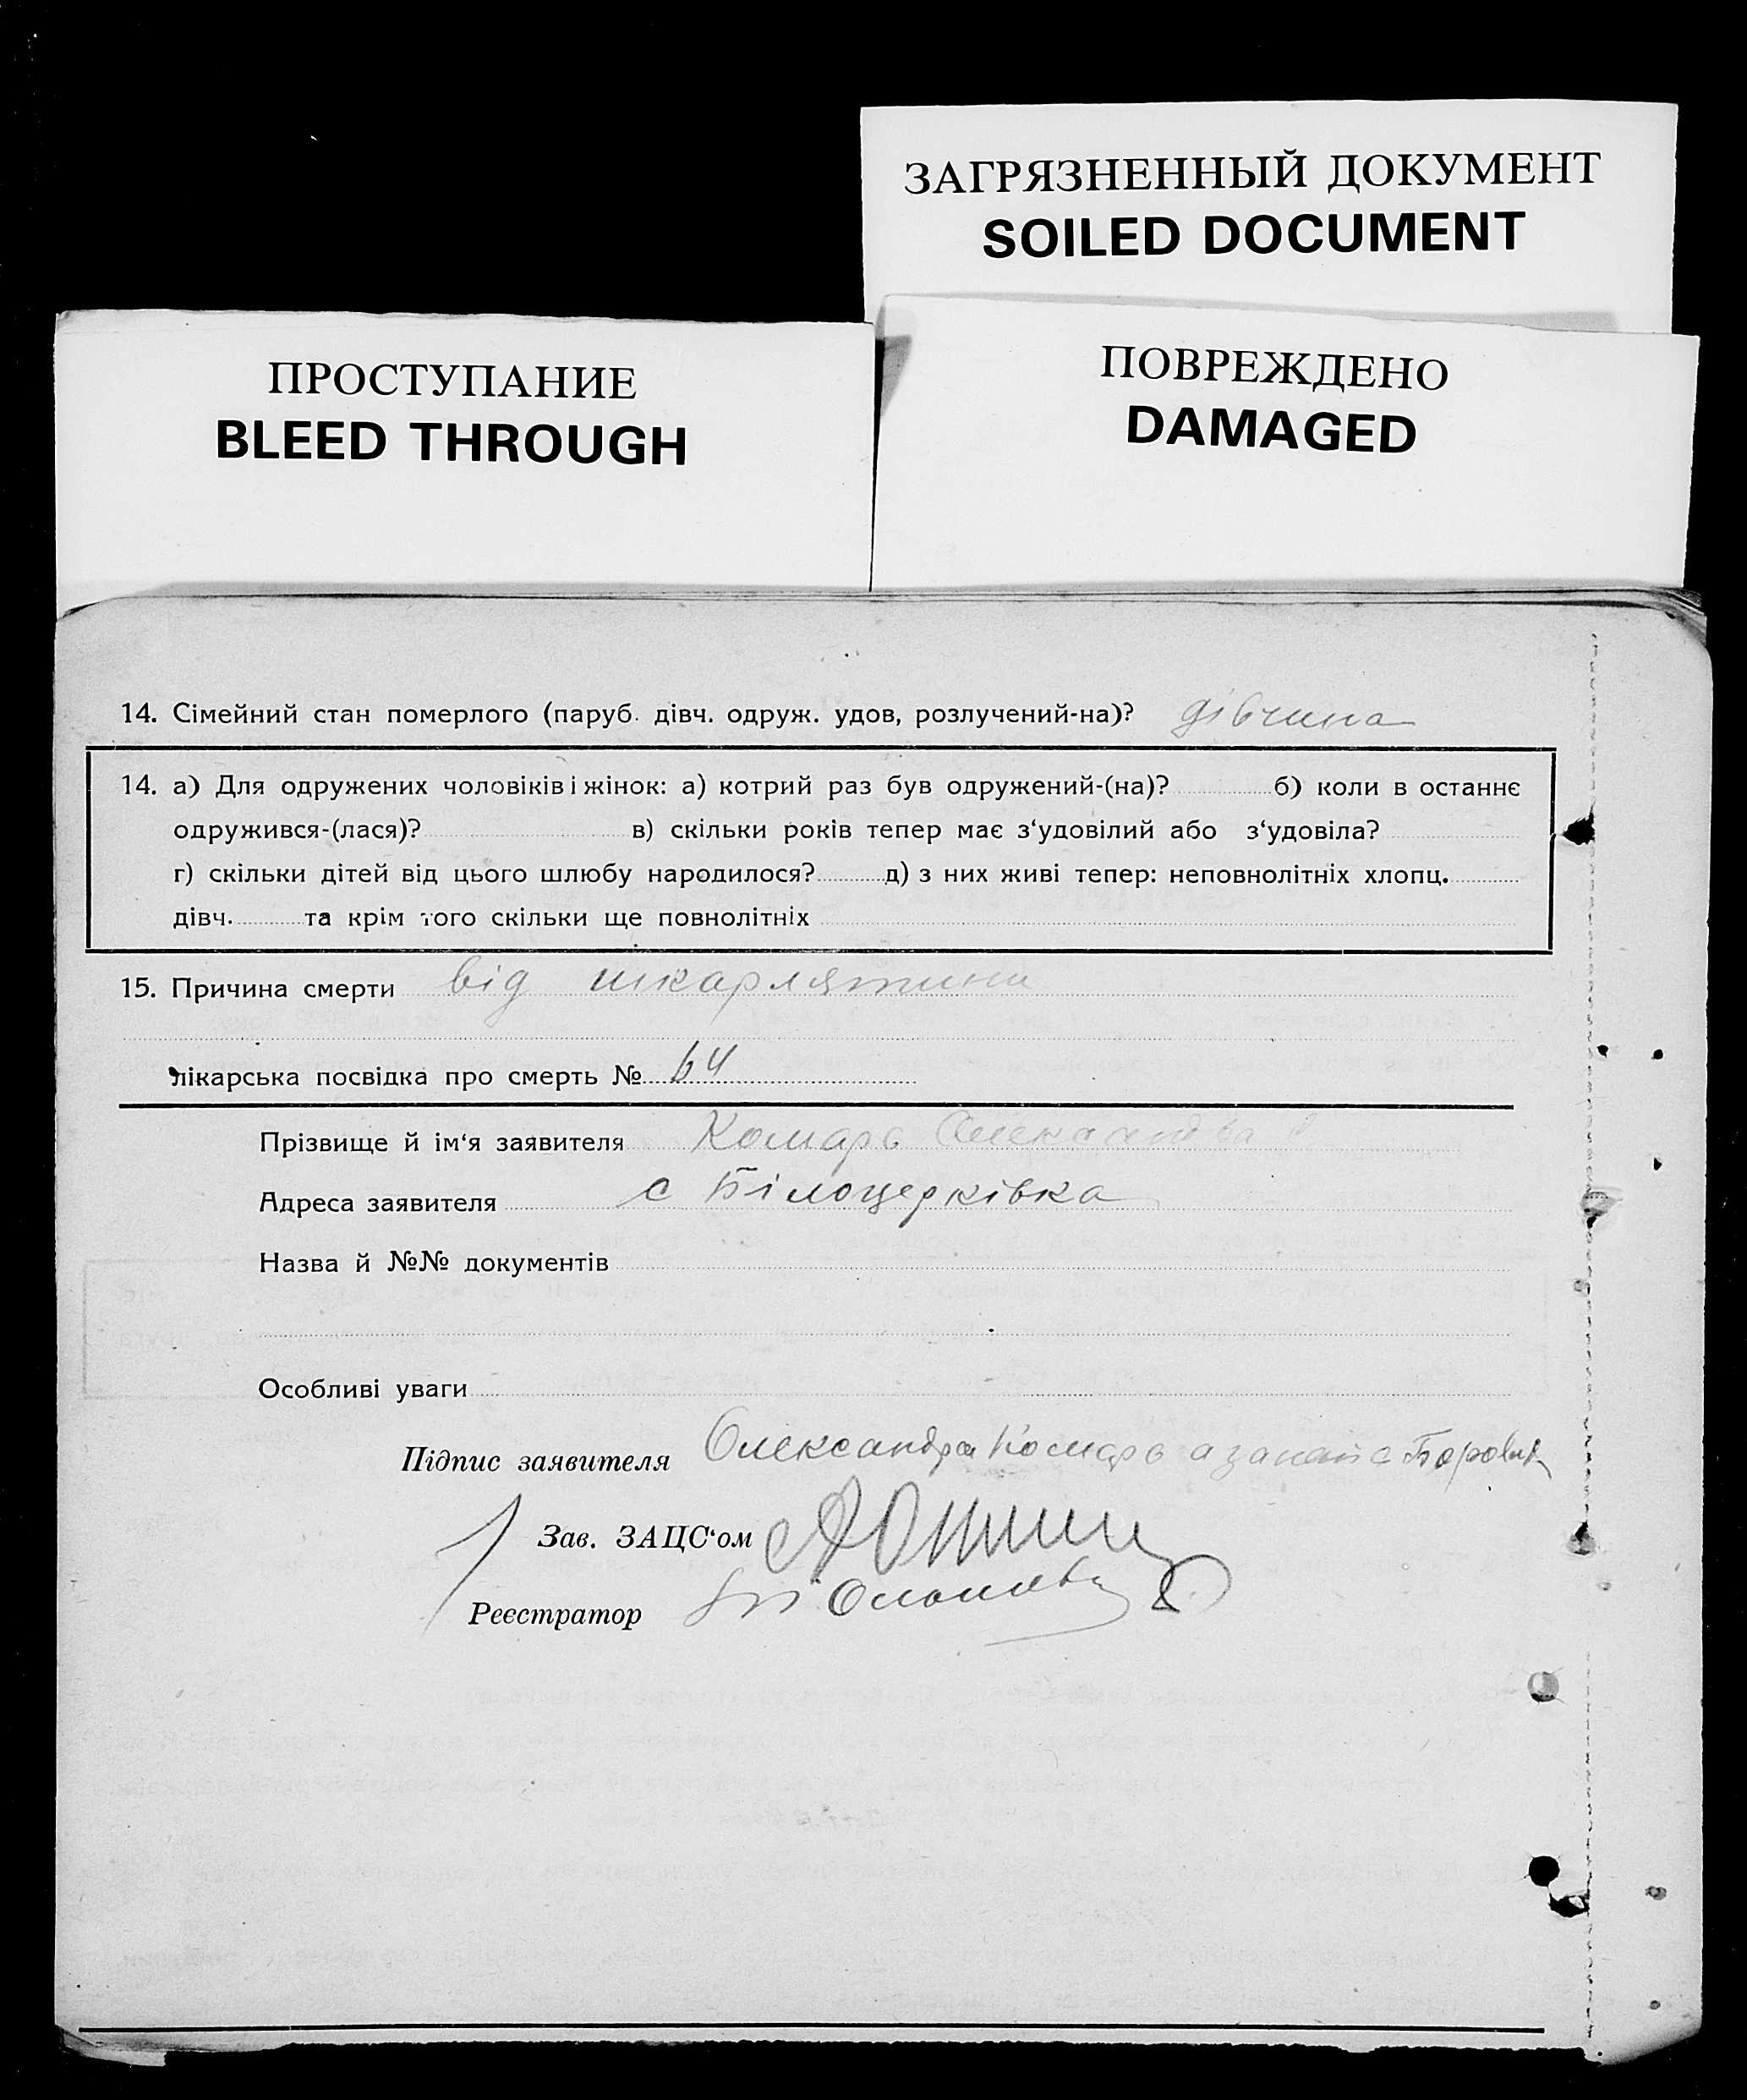 ЗАГРЯЗНЕННЫЙ ДОКУМЕНТ
SOILED DOCUMENT
ПРОСТУПАНИЕ
BLEED THROUGH
ПОВРЕЖДЕНО
DAMAGED
14. Сімейний стан померлого (паруб. дівч. одруж. удов, розлучений-на)? дівчина
14. а) Для одружених чоловіків і жінок: а) котрий раз був одружений-(на)? б) коли в останнє
одружився-(лася)? в) скільки років тепер має з‘удовілий або з‘удовіла?
г) скільки дітей від цього шлюбу народилося? д) з них живі тепер: неповнолітніх хлопц.
дівч. та крім того скільки ще повнолітніх
15. Причина смерти від шкарлятини
лікарська посвідка про смерть № 64
Прізвище й ім‘я заявителя Комарь Олександра
Адреса заявителя с Білоцерківка
Назва й №№ документів
Особливі уваги
Підпис заявителя Олександра Комарь а за неї
Зав. ЗАЦС‘ом
Реєстратор